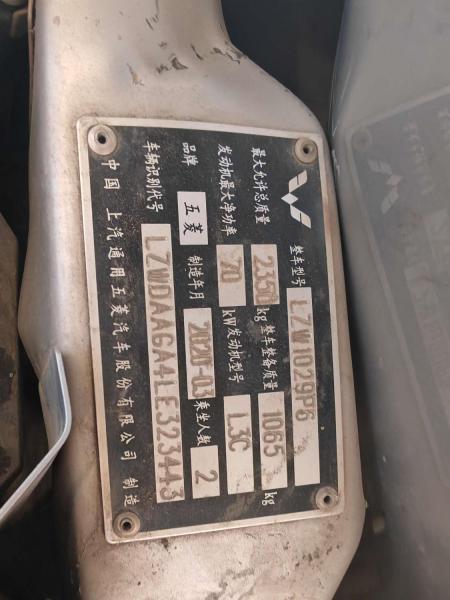 整车型号 LZW1029P6
最大允许总质量 2350 kg 整车整备质量 1065 kg
发动机最大净功率 70 kW 发动机型号 L3C
品牌 五菱 制造年月 2020-03 乘坐人数 2
车辆识别代号 LZWDAAGA4LE323443
中国 上汽通用五菱汽车股份有限公司 制造